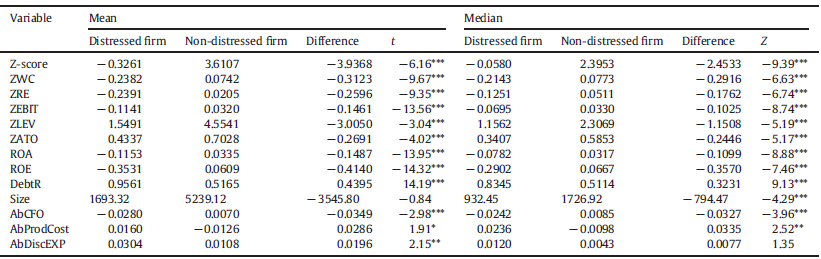 Variable Mean Median
Distressed firm Non-distressed firm Difference t Distressed firm Non-distressed firm Difference Z
Z-score −0.3261 3.6107 −3.9368 −6.16*** −0.0580 2.3953 −2.4533 −9.39***
ZWC −0.2382 0.0742 −0.3123 −9.67*** −0.2143 0.0773 −0.2916 −6.63***
ZRE −0.2391 0.0205 −0.2596 −9.35*** −0.1251 0.0511 −0.1762 −6.74***
ZEBIT −0.1141 0.0320 −0.1461 −13.56*** −0.0695 0.0330 −0.1025 −8.74***
ZLEV 1.5491 4.5541 −3.0050 −3.04*** 1.1562 2.3069 −1.1508 −5.19***
ZATO 0.4337 0.7028 −0.2691 −4.02*** 0.3407 0.5853 −0.2446 −5.17***
ROA −0.1153 0.0335 −0.1487 −13.95*** −0.0782 0.0317 −0.1099 −8.88***
ROE −0.3531 0.0609 −0.4140 −14.32*** −0.2902 0.0667 −0.3570 −7.46***
DebtR 0.9561 0.5165 0.4395 14.19*** 0.8345 0.5114 0.3231 9.13***
Size 1693.32 5239.12 −3545.80 −0.84 932.45 1726.92 −794.47 −4.29***
AbCFO −0.0280 0.0070 −0.0349 −2.98*** −0.0242 0.0085 −0.0327 −3.96***
AbProdCost 0.0160 −0.0126 0.0286 1.91* 0.0236 −0.0098 0.0335 2.52**
AbDiscEXP 0.0304 0.0108 0.0196 2.15** 0.0120 0.0043 0.0077 1.35